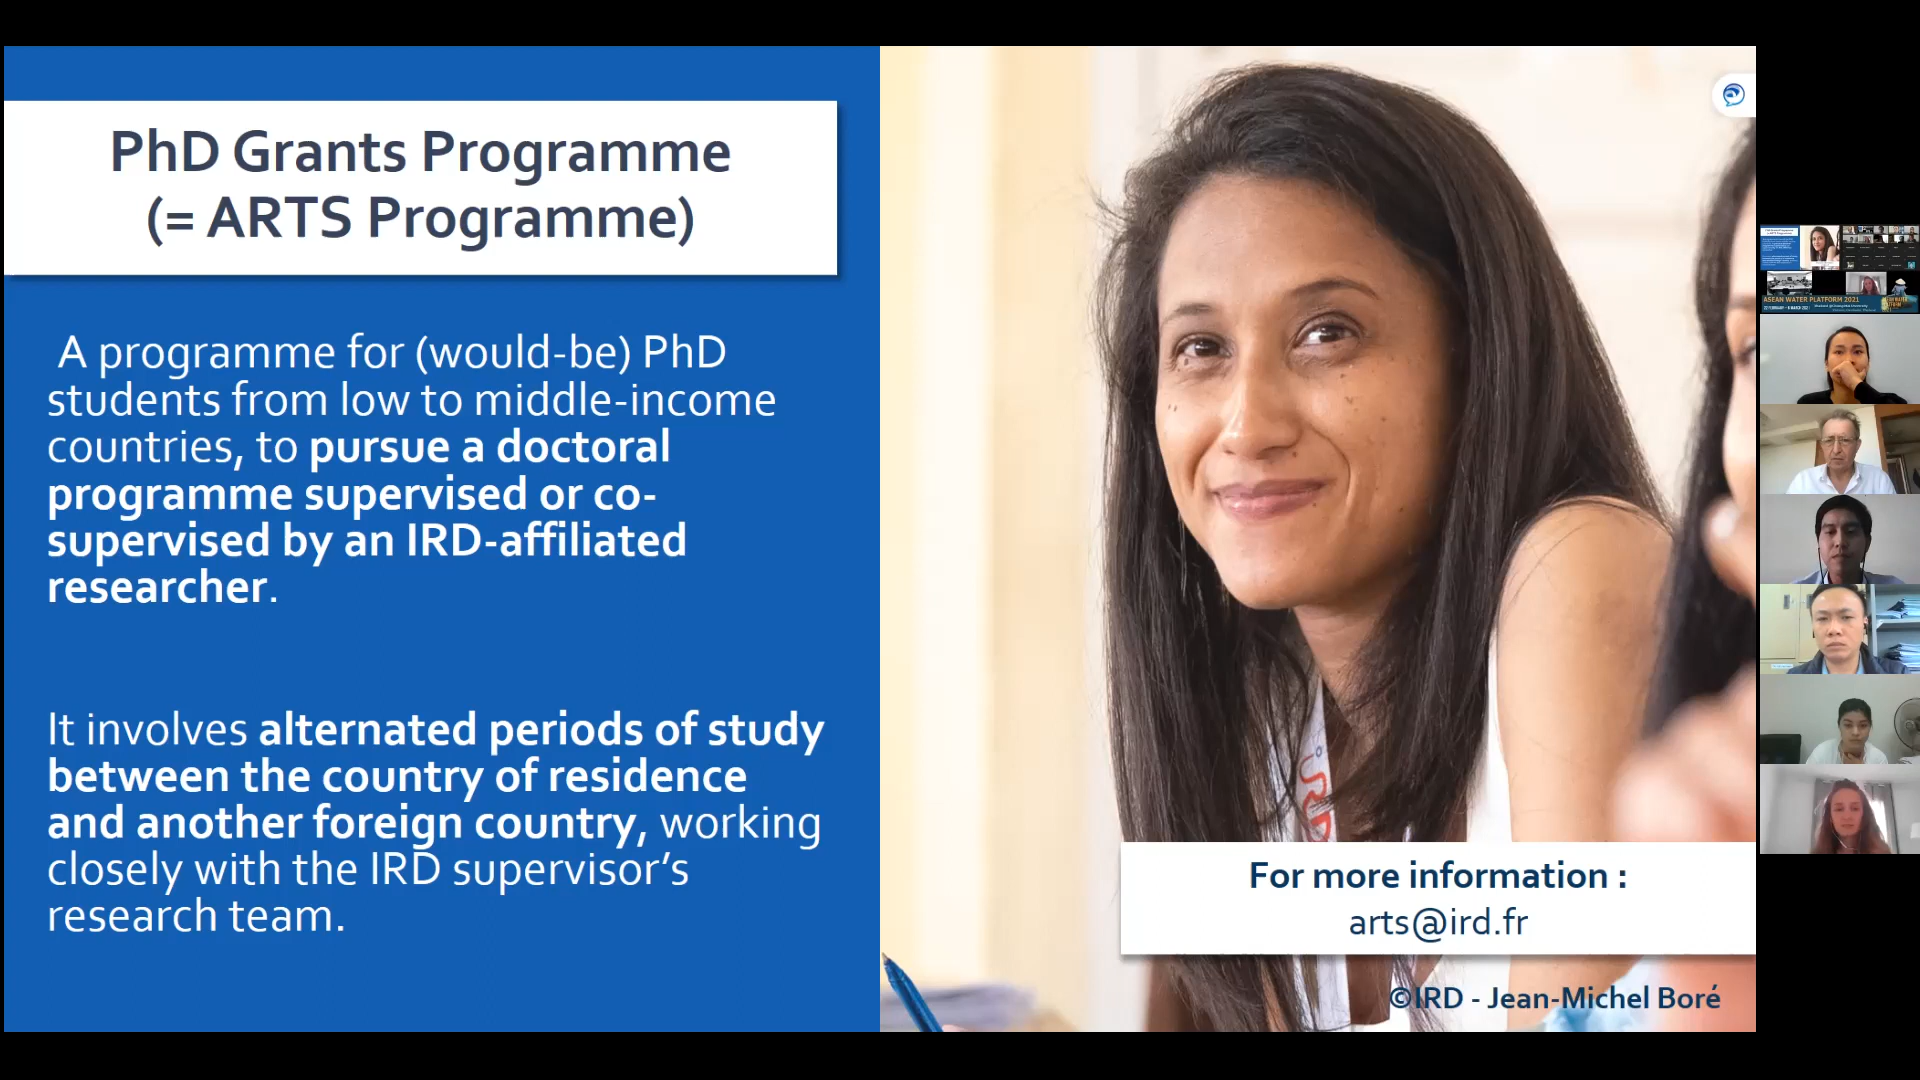 PhD Grants Programme
(= ARTS Programme)
A programme for (would-be) PhD
students from low to middle-income
countries, to pursue a doctoral
programme supervised or co-
supervised by an IRD-affiliated
researcher.
It involves alternated periods of study
between the country of residence
and another foreign country, working
closely with the IRD supervisor's
research team.
For more information :
arts@ird.fr
©IRD - Jean-Michel Boré
ASEAN WATER PLATFORM 2021